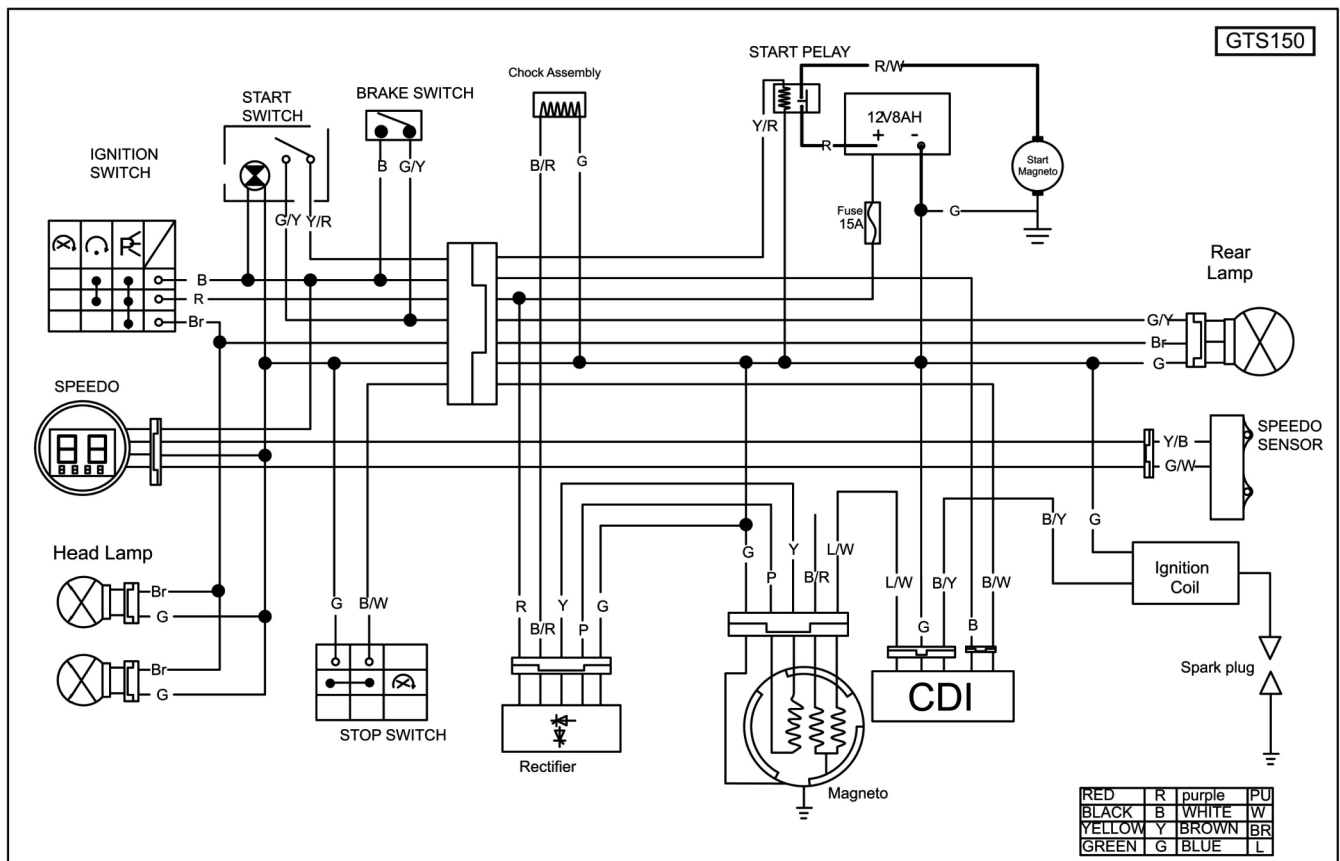 GTS150
START PELAY
R/W
Chock Assembly
BRAKE SWITCH
START
SWITCH
12V8AH
+ -
Y/R
R
Start
Magneto
IGNITION
SWITCH
B/R
G
B
G/Y
G/Y
Y/R
Fuse
15A
G
Rear
Lamp
B
R
Br
G/Y
Br
G
SPEEDO
SPEEDO
SENSOR
Y/B
G/W
Head Lamp
B/Y
G
G
P
Y
B/R
L/W
Ignition
Coil
Br
G
G
B/W
R
B/R
Y
P
G
L/W
G
B/Y
B
B/W
Br
G
Spark plug
CDI
STOP SWITCH
Rectifier
Magneto
RED R purple PU
BLACK B WHITE W
YELLOW Y BROWN BR
GREEN G BLUE L